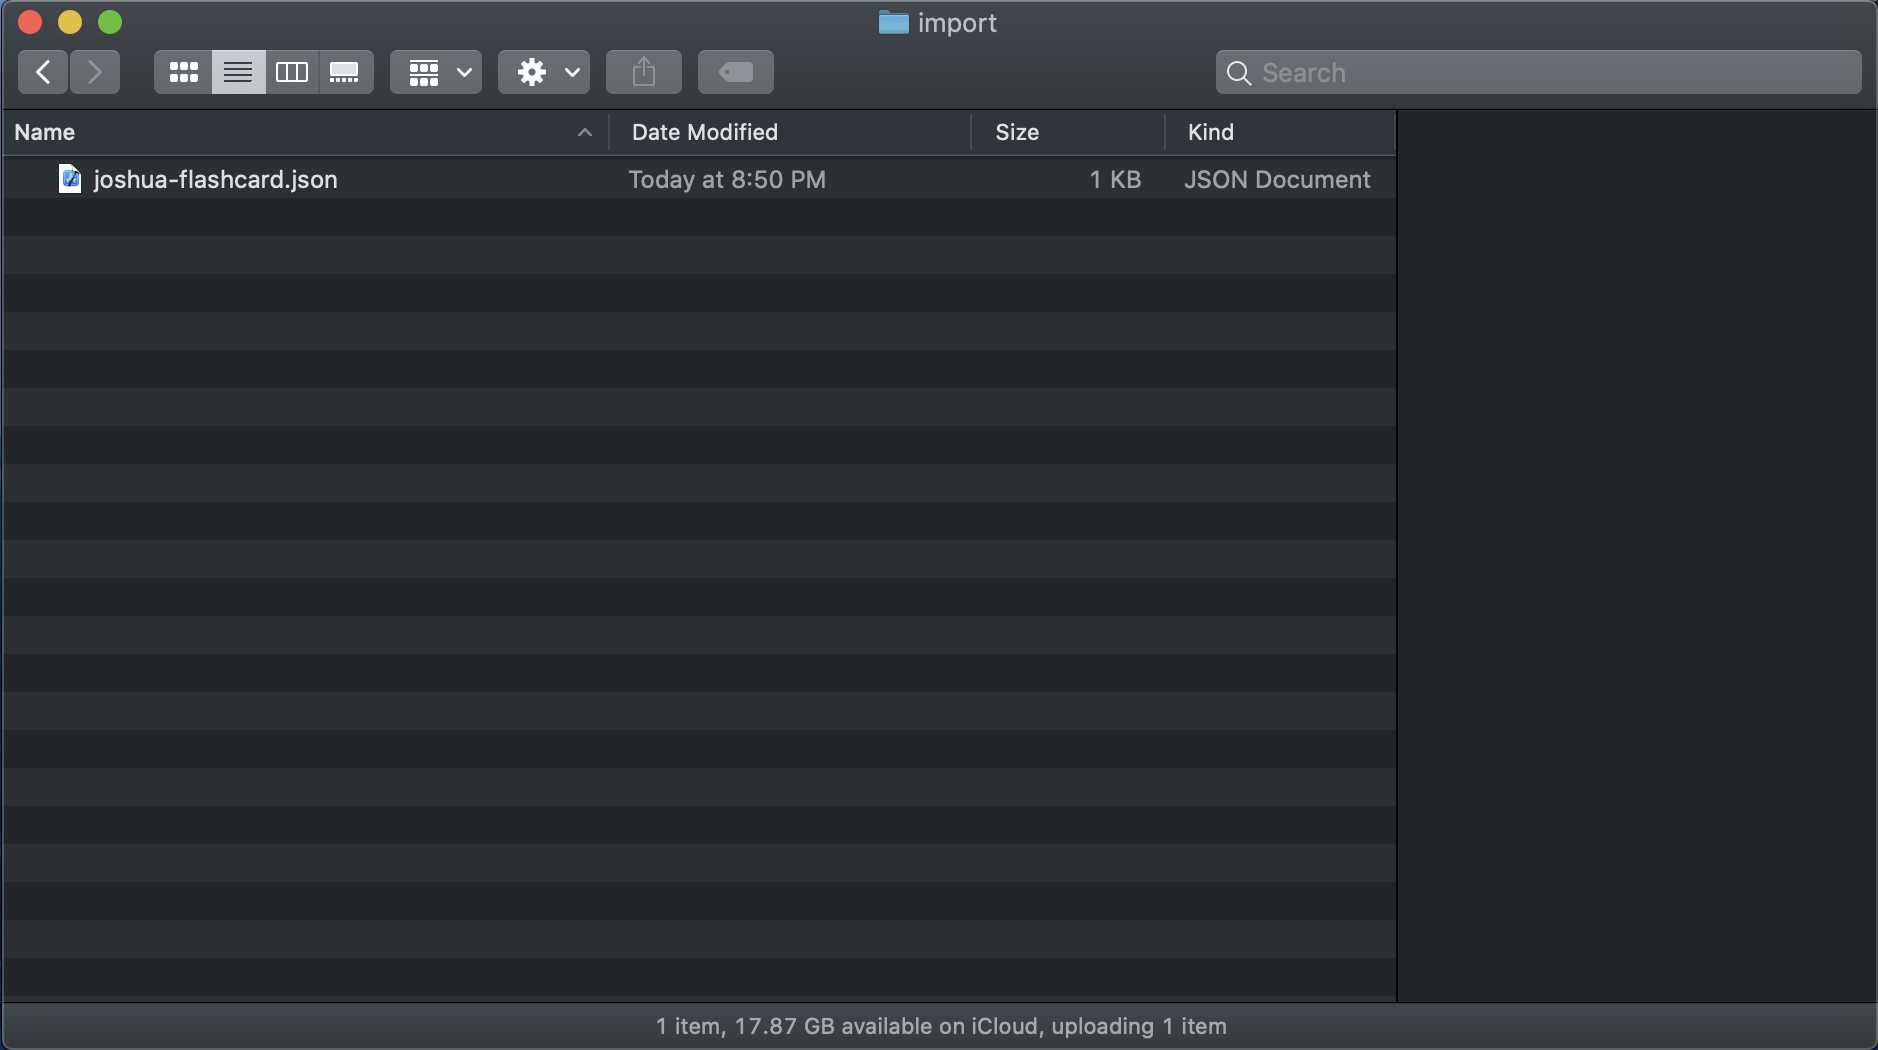 import
Search
Name Date Modified Size Kind
joshua-flashcard.json Today at 8:50 PM 1 KB JSON Document
1 item, 17.87 GB available on iCloud, uploading 1 item